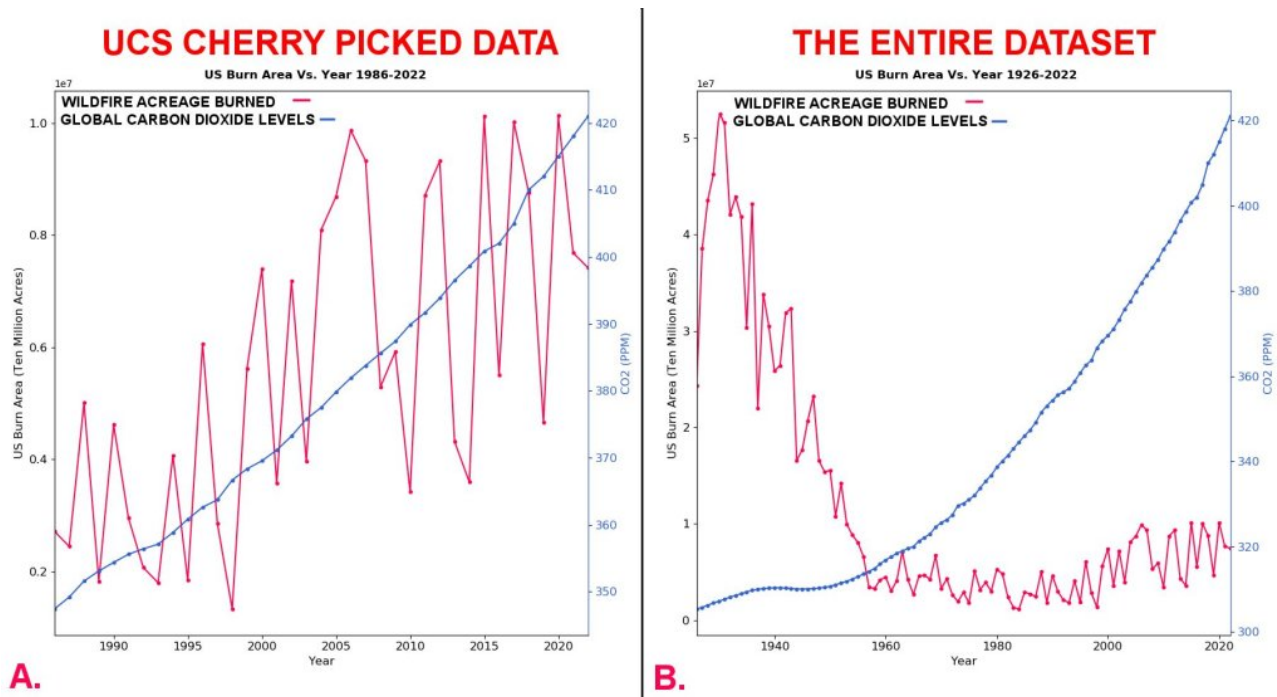 UCS CHERRY PICKED DATA
US Burn Area Vs. Year 1986-2022
1e7
WILDFIRE ACREAGE BURNED
GLOBAL CARBON DIOXIDE LEVELS
1.0
0.8
0.6
0.4
0.2
US Burn Area (Ten Million Acres)
420
410
400
390
380
370
360
350
CO2 (PPM)
1990 1995 2000 2005 2010 2015 2020
Year
A.
THE ENTIRE DATASET
US Burn Area Vs. Year 1926-2022
1e7
WILDFIRE ACREAGE BURNED
GLOBAL CARBON DIOXIDE LEVELS
5
4
3
2
1
0
US Burn Area (Ten Million Acres)
420
400
380
360
340
320
300
CO2 (PPM)
1940 1960 1980 2000 2020
Year
B.